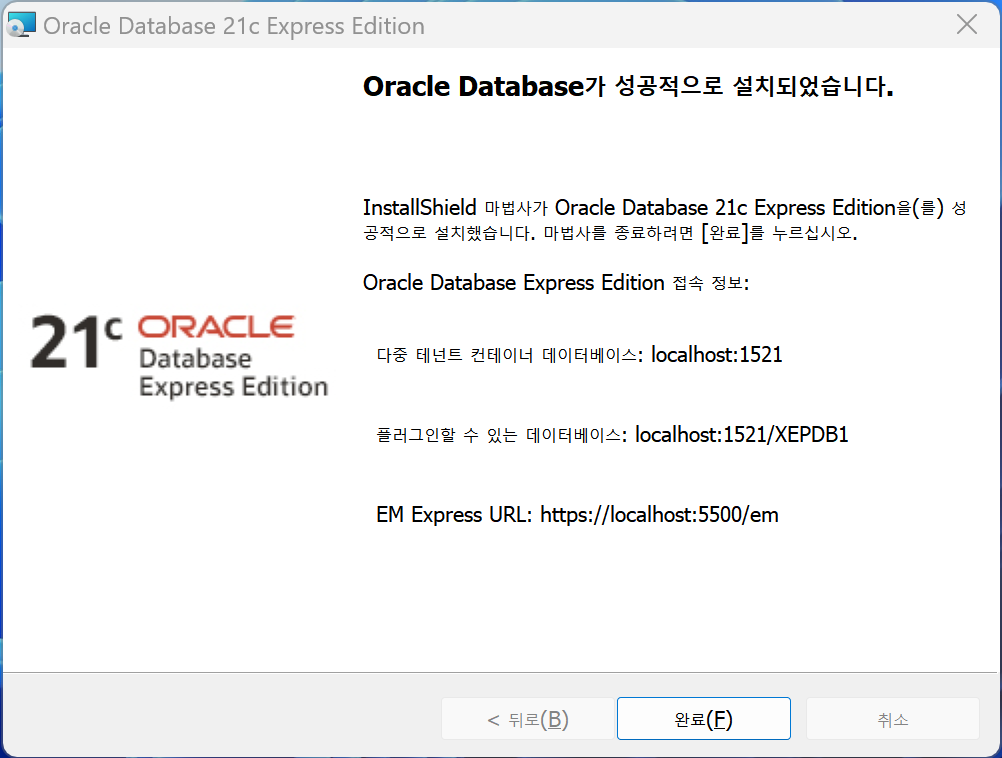 Oracle Database 21c Express Edition
Oracle Database가 성공적으로 설치되었습니다.
InstallShield 마법사가 Oracle Database 21c Express Edition을(를) 성
공적으로 설치했습니다. 마법사를 종료하려면 [완료]를 누르십시오.
Oracle Database Express Edition 접속 정보:
21c ORACLE
Database
Express Edition
다중 테넌트 컨테이너 데이터베이스: localhost:1521
플러그인할 수 있는 데이터베이스: localhost:1521/XEPDB1
EM Express URL: https://localhost:5500/em
< 뒤로(B)
완료(F)
취소